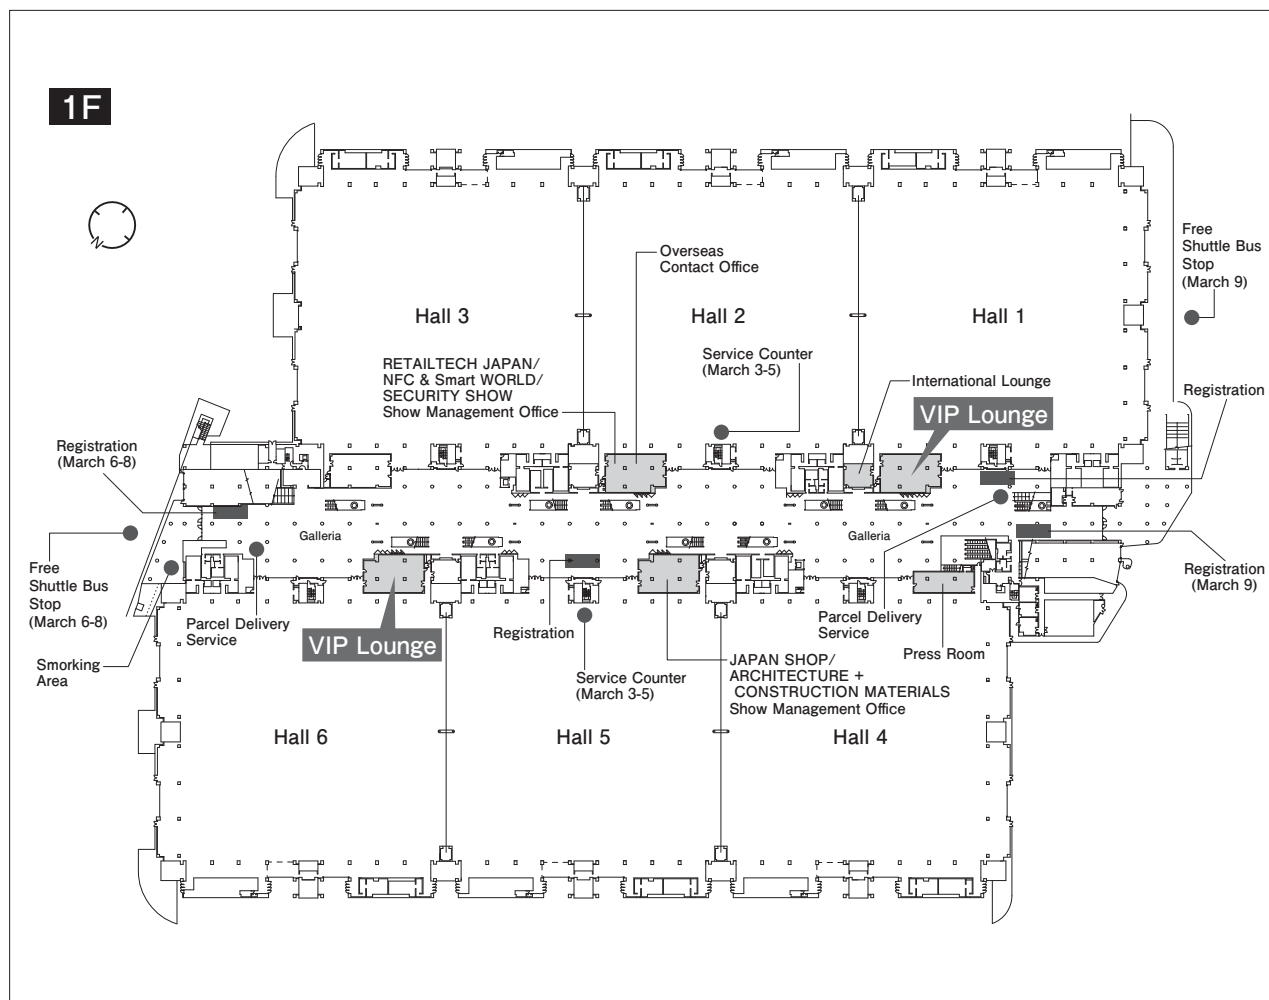 1F
N
Free
Shuttle Bus
Stop
(March 9)
Overseas
Contact Office
Hall 3
Hall 2
Hall 1
RETAILTECH JAPAN/
NFC & Smart WORLD/
SECURITY SHOW
Show Management Office
Service Counter
(March 3-5)
International Lounge
VIP Lounge
Registration
Registration
(March 6-8)
Galleria
Galleria
Free
Shuttle Bus
Stop
(March 6-8)
Registration
(March 9)
Parcel Delivery
Service
Smorking
Area
VIP Lounge
Registration
Parcel Delivery
Service
Press Room
Service Counter
(March 3-5)
JAPAN SHOP/
ARCHITECTURE +
CONSTRUCTION MATERIALS
Show Management Office
Hall 6
Hall 5
Hall 4